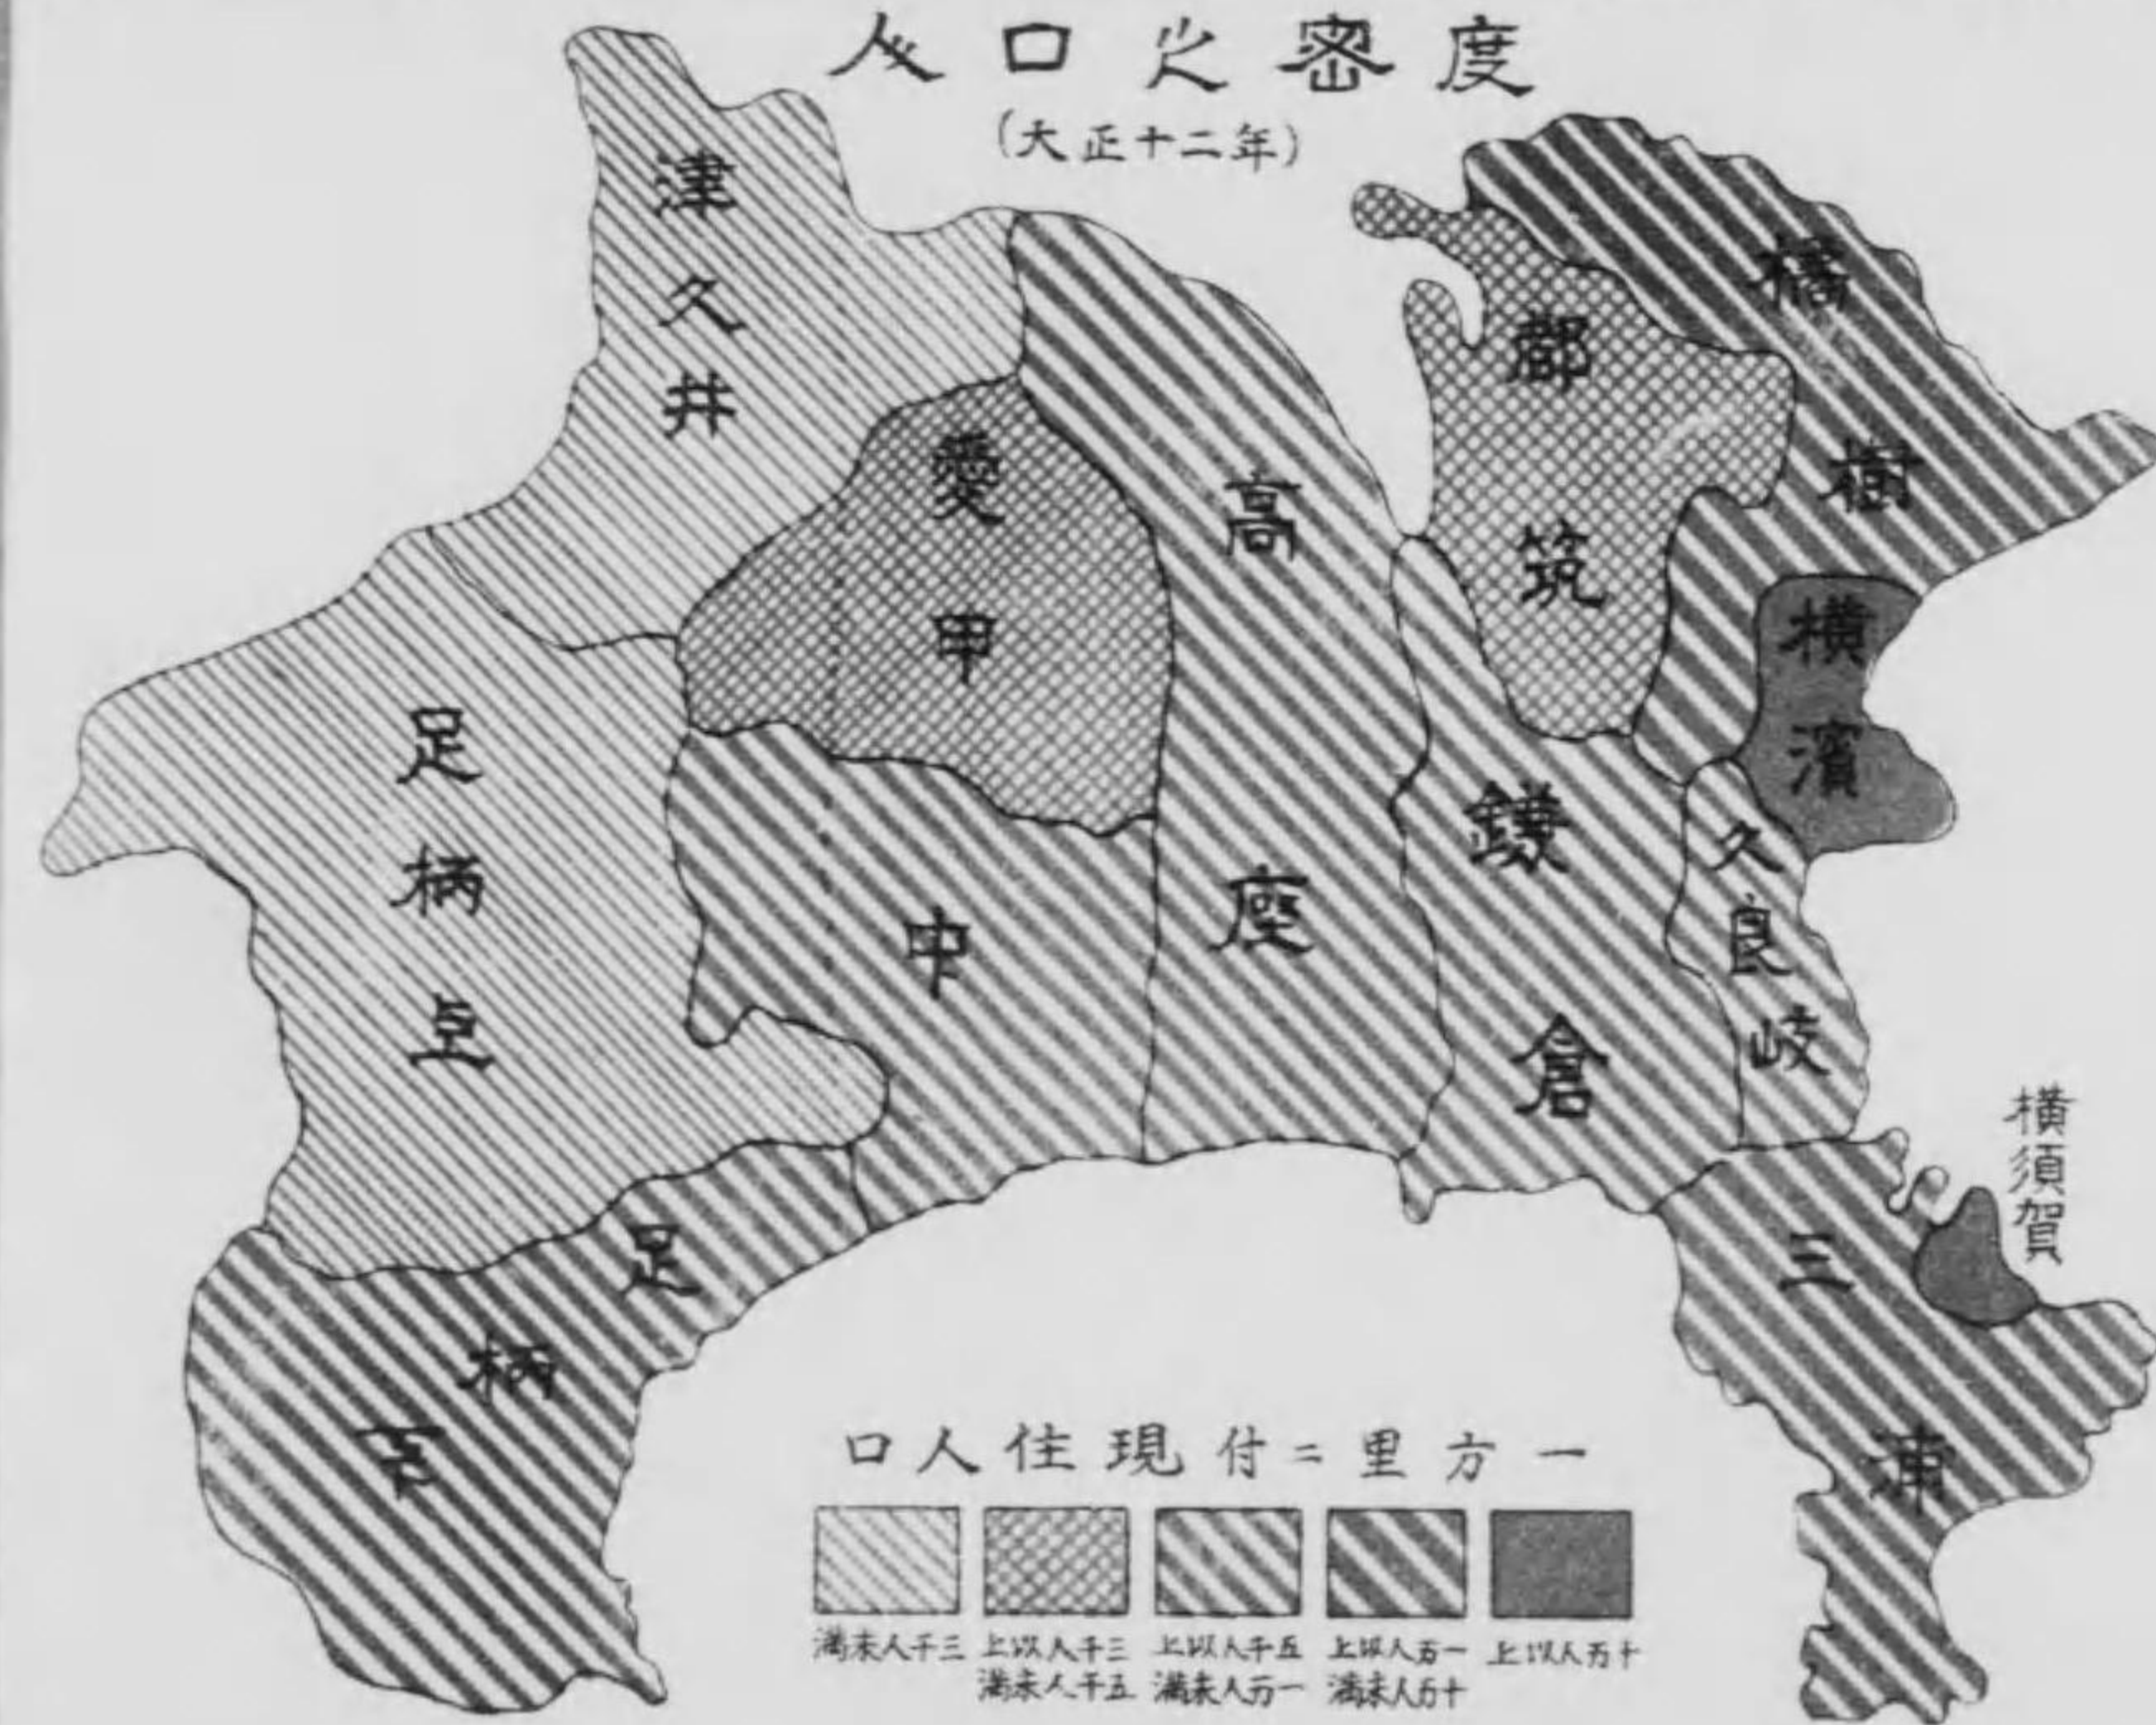 人口之密度
(大正十二年)
津久井
橘樹
都筑
愛甲
高座
横濱
足柄上
鎌倉
久良岐
中
横須賀
三浦
足柄下
一方里ニ付現住人口
三千人未満
三千人以上
五千人未満
五千人以上
一万人未満
一万人以上
十万人未満
十万人以上